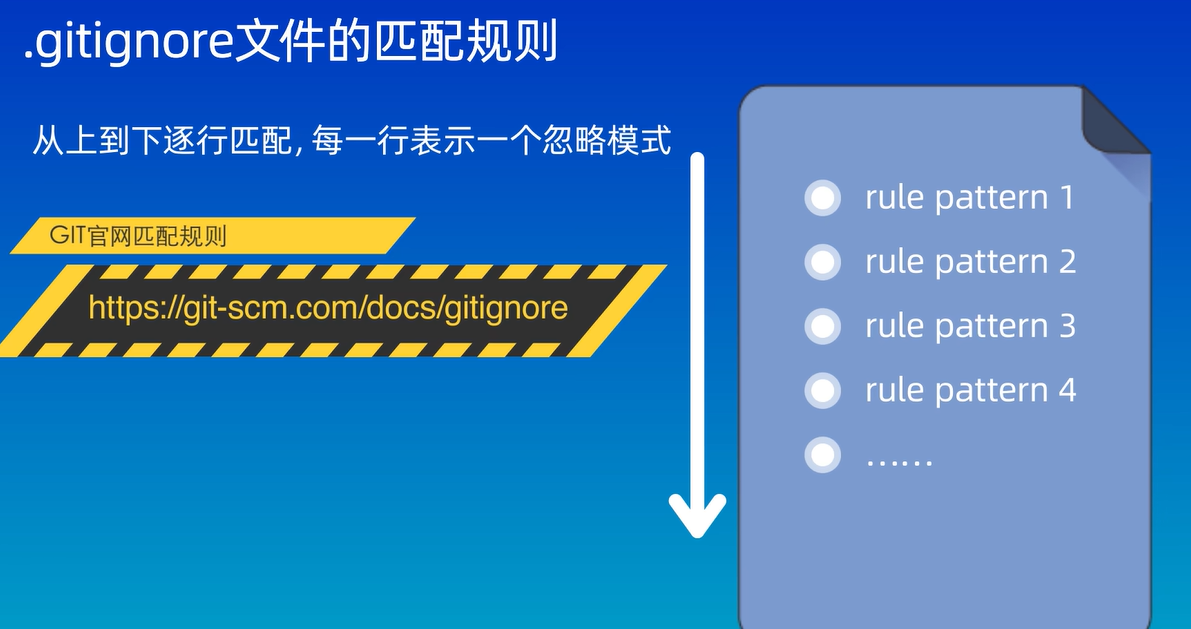 .gitignore文件的匹配规则
从上到下逐行匹配, 每一行表示一个忽略模式
GIT官网匹配规则
https://git-scm.com/docs/gitignore
rule pattern 1
rule pattern 2
rule pattern 3
rule pattern 4
……